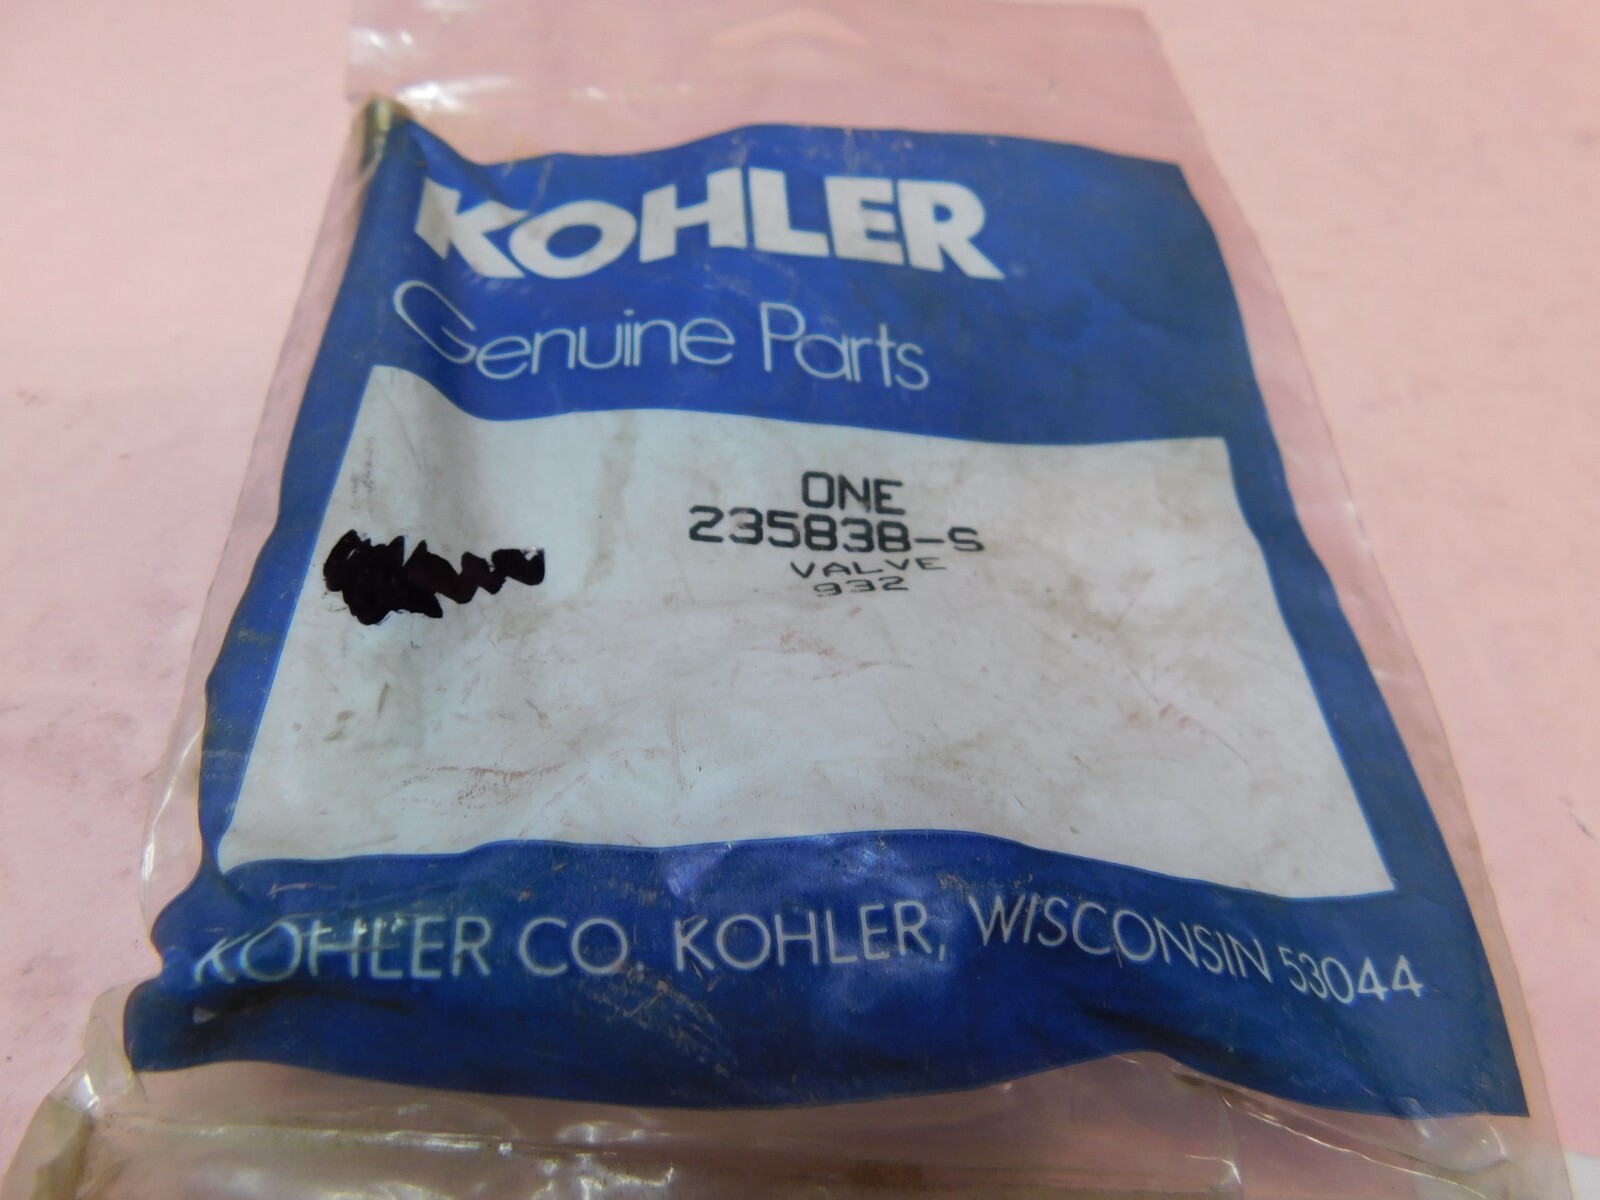 KOHLER
Genuine Parts
ONE
235838-S
VALVE
932
KOHLER CO. KOHLER, WISCONSIN 53044